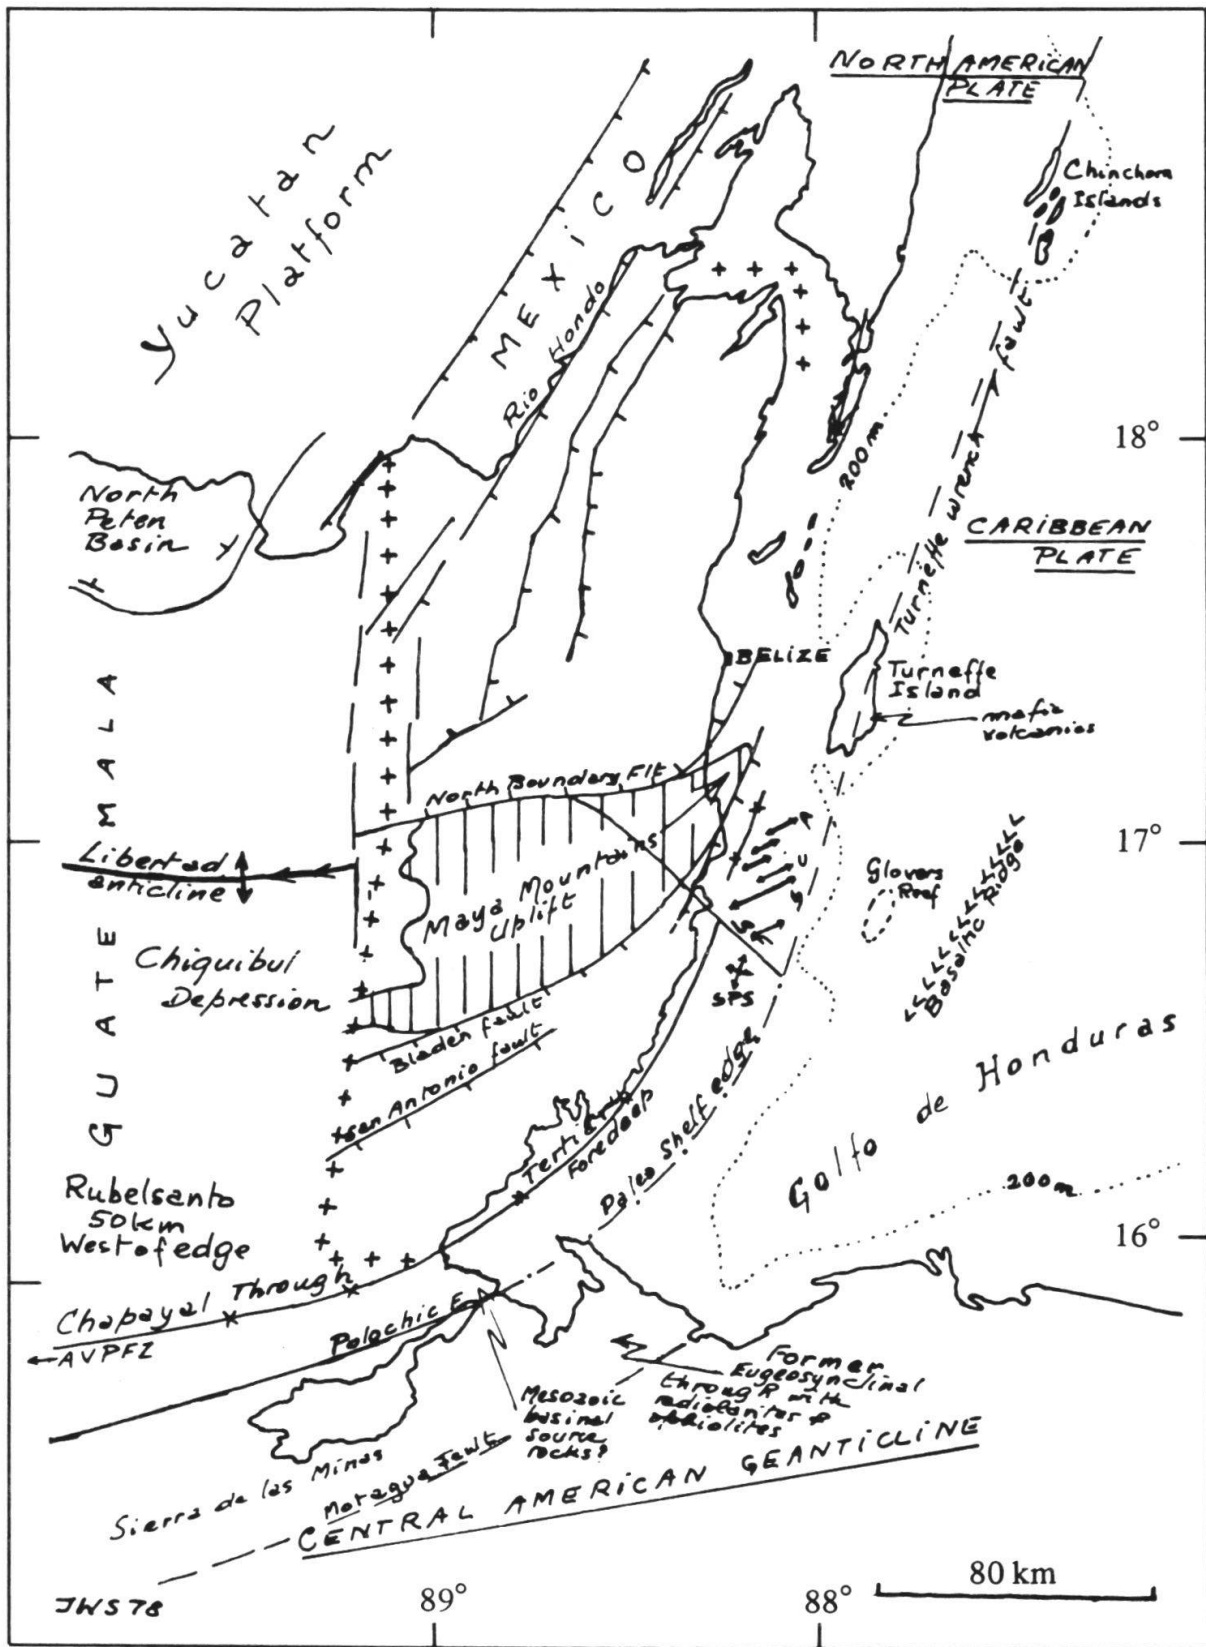 NORTH AMERICAN
PLATE
Yucatan
Platform
MEXiCO
Chinchorn
Islands
Rio Hondo
200m.
18°
Turneffe wrench fault
North
Peten
Basin
CARIBBEAN
PLATE
BELIZE
Turneffe
Island
mafic
volcanics
GUATEMALA
North Boundary Flt
Libertad
anticline
Maya Mountains
Uplift
17°
Glovers
Reef
Basainc Ridge
Chiquibul
Depression
SPS
Bladen fault
San Antonio fault
Golfo de Honduras
Tertiary
Foredeep
Paleo Shelf edge
200m
Rubelsanto
50km
West of edge
16°
Chapayal Through
Polochic F.
←AVPFZ
Former
Eugeosynclinal
through with
radiolarites &
ophiolites
Mesozoic
basinal
source
rocks?
Sierra de las Minas
Motagua Fault
CENTRAL AMERICAN GEANTICLINE
JWS78
89°
88°
80 km